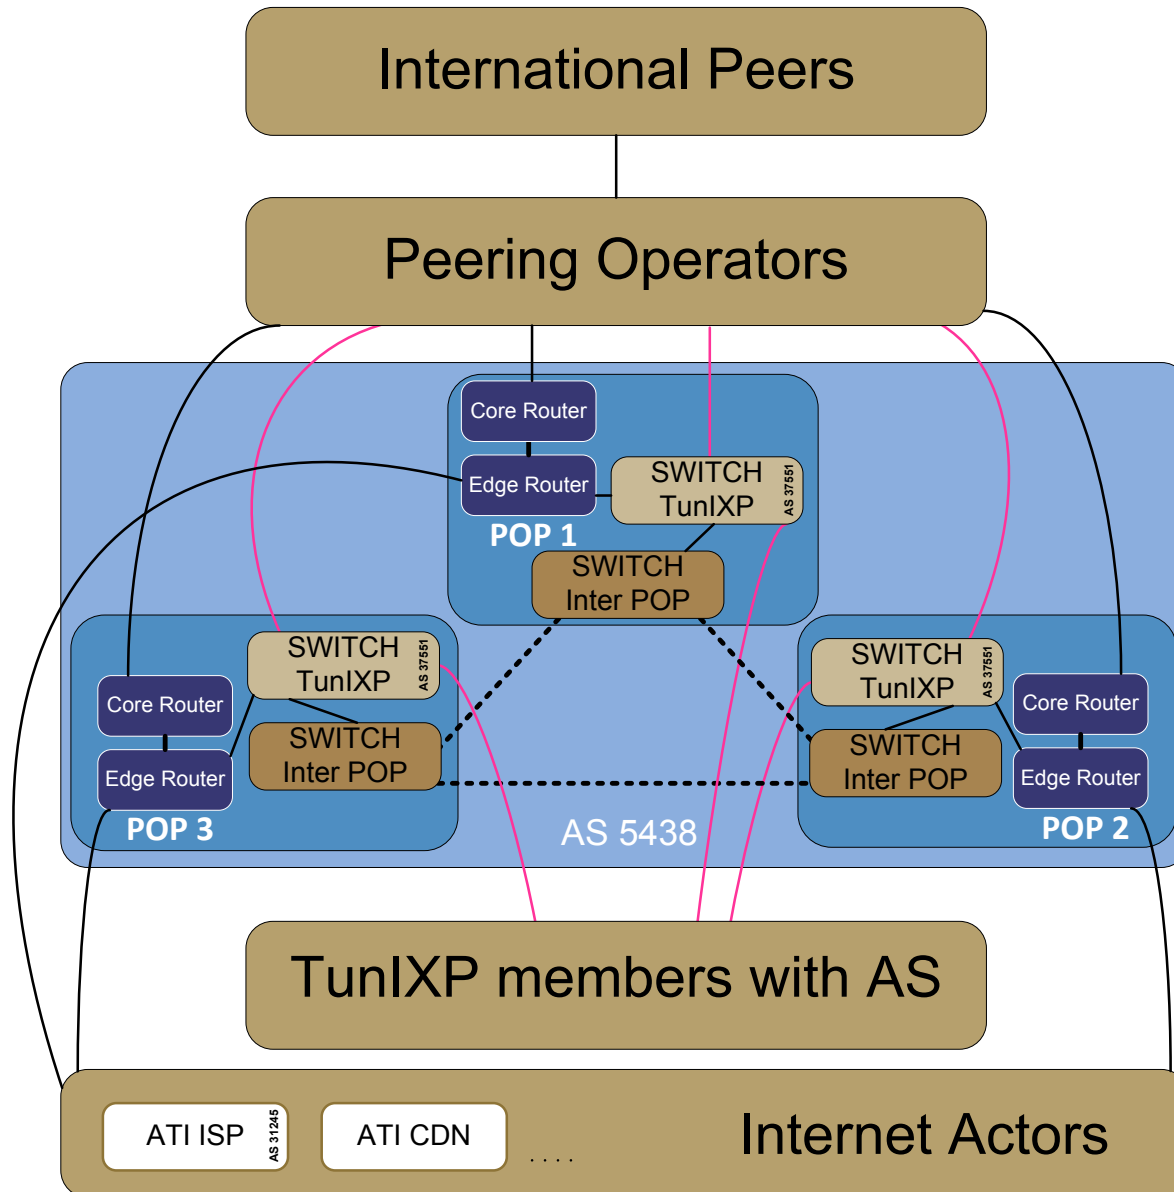 International Peers
Peering Operators
Core Router
Edge Router
SWITCH
TunIXP
AS 37551
POP 1
SWITCH
Inter POP
SWITCH
TunIXP
AS 37551
Core Router
Edge Router
SWITCH
Inter POP
POP 3
SWITCH
TunIXP
AS 37551
Core Router
Edge Router
SWITCH
Inter POP
POP 2
AS 5438
TunIXP members with AS
ATI ISP
AS 31245
ATI CDN
. . . .
Internet Actors